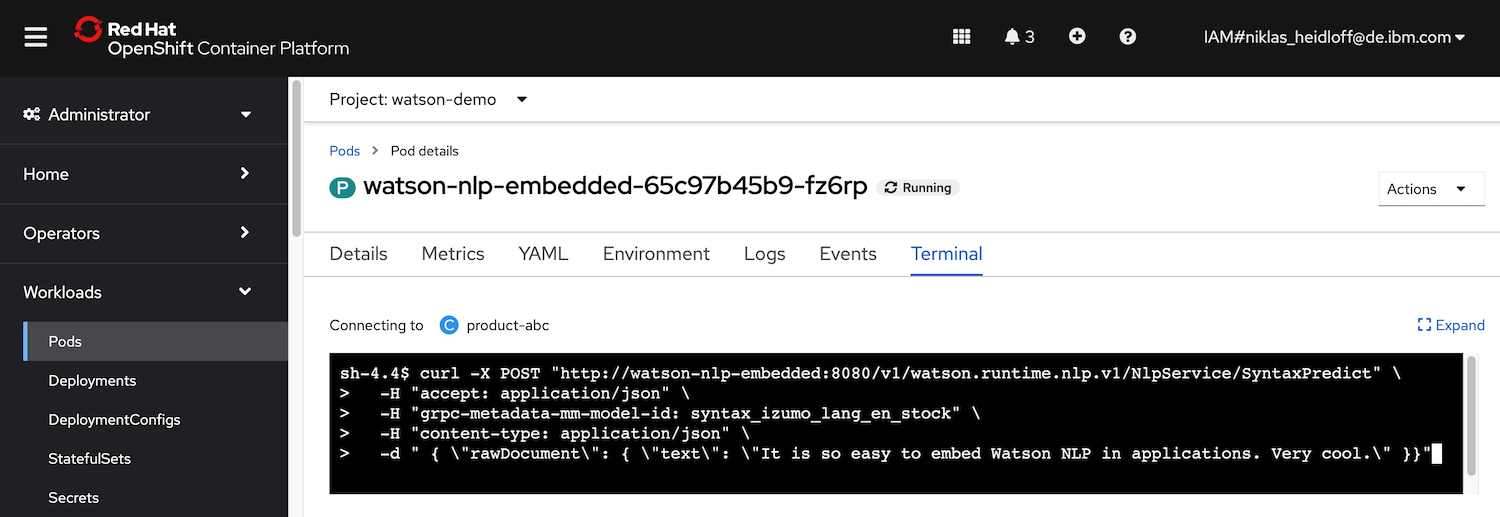 Red Hat
OpenShift Container Platform
3
IAM#niklas_heidloff@de.ibm.com
Administrator
Home
Operators
Workloads
Pods
Deployments
DeploymentConfigs
StatefulSets
Secrets
Project: watson-demo
Pods > Pod details
P watson-nlp-embedded-65c97b45b9-fz6rp Running
Actions
Details Metrics YAML Environment Logs Events Terminal
Connecting to C product-abc
Expand
sh-4.4$ curl -X POST "http://watson-nlp-embedded:8080/v1/watson.runtime.nlp.v1/NlpService/SyntaxPredict" \
> -H "accept: application/json" \
> -H "grpc-metadata-mm-model-id: syntax_izumo_lang_en_stock" \
> -H "content-type: application/json" \
> -d " { \"rawDocument\": { \"text\": \"It is so easy to embed Watson NLP in applications. Very cool.\" }}"